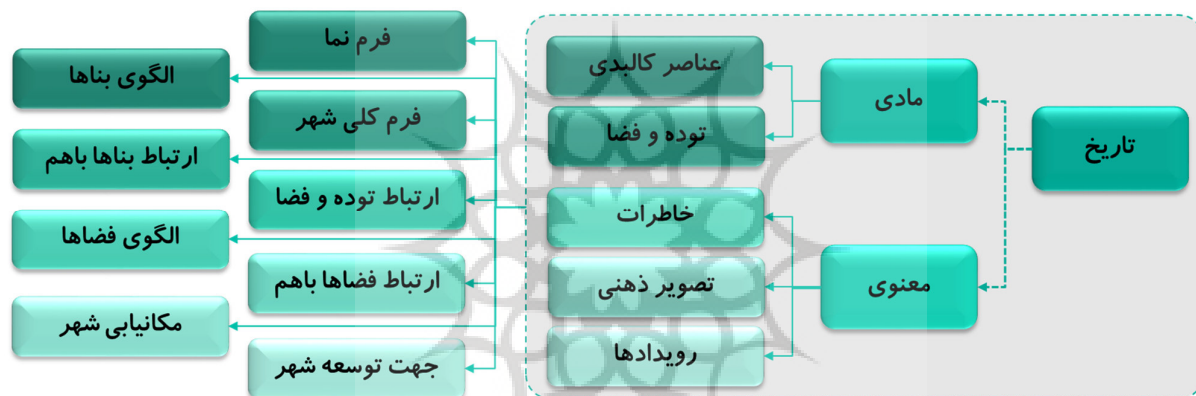 تاریخ
مادی
معنوی
عناصر کالبدی
توده و فضا
خاطرات
تصویر ذهنی
رویدادها
فرم نما
الگوی بناها
فرم کلی شهر
ارتباط بناها باهم
ارتباط توده و فضا
الگوی فضاها
ارتباط فضاها باهم
مکانیابی شهر
جهت توسعه شهر